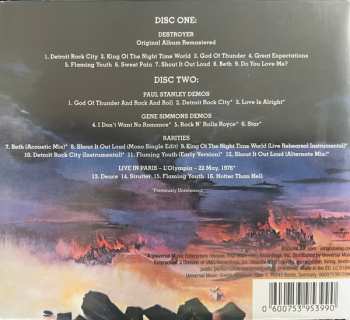 DISC ONE:
DESTROYER
Original Album Remastered
1. Detroit Rock City 2. King Of The Night Time World 3. God Of Thunder 4. Great Expectations
5. Flaming Youth 6. Sweet Pain 7. Shout It Out Loud 8. Beth 9. Do You Love Me?
DISC TWO:
PAUL STANLEY DEMOS
1. God Of Thunder And Rock And Roll 2. Detroit Rock City* 3. Love Is Alright*
GENE SIMMONS DEMOS
4. I Don't Want No Romance* 5. Rock N' Rolls Royce* 6. Star*
RARITIES
7. Beth (Acoustic Mix)* 8. Shout It Out Loud (Mono Single Edit) 9. King Of The Night Time World (Live Rehearsal Instrumental)*
10. Detroit Rock City (Instrumental)* 11. Flaming Youth (Early Version)* 12. Shout It Out Loud (Alternate Mix)*
LIVE IN PARIS – L'Olympia – 22 May, 1976*
13. Deuce 14. Strutter 15. Flaming Youth 16. Hotter Than Hell
*Previously Unreleased
0 600753 953990